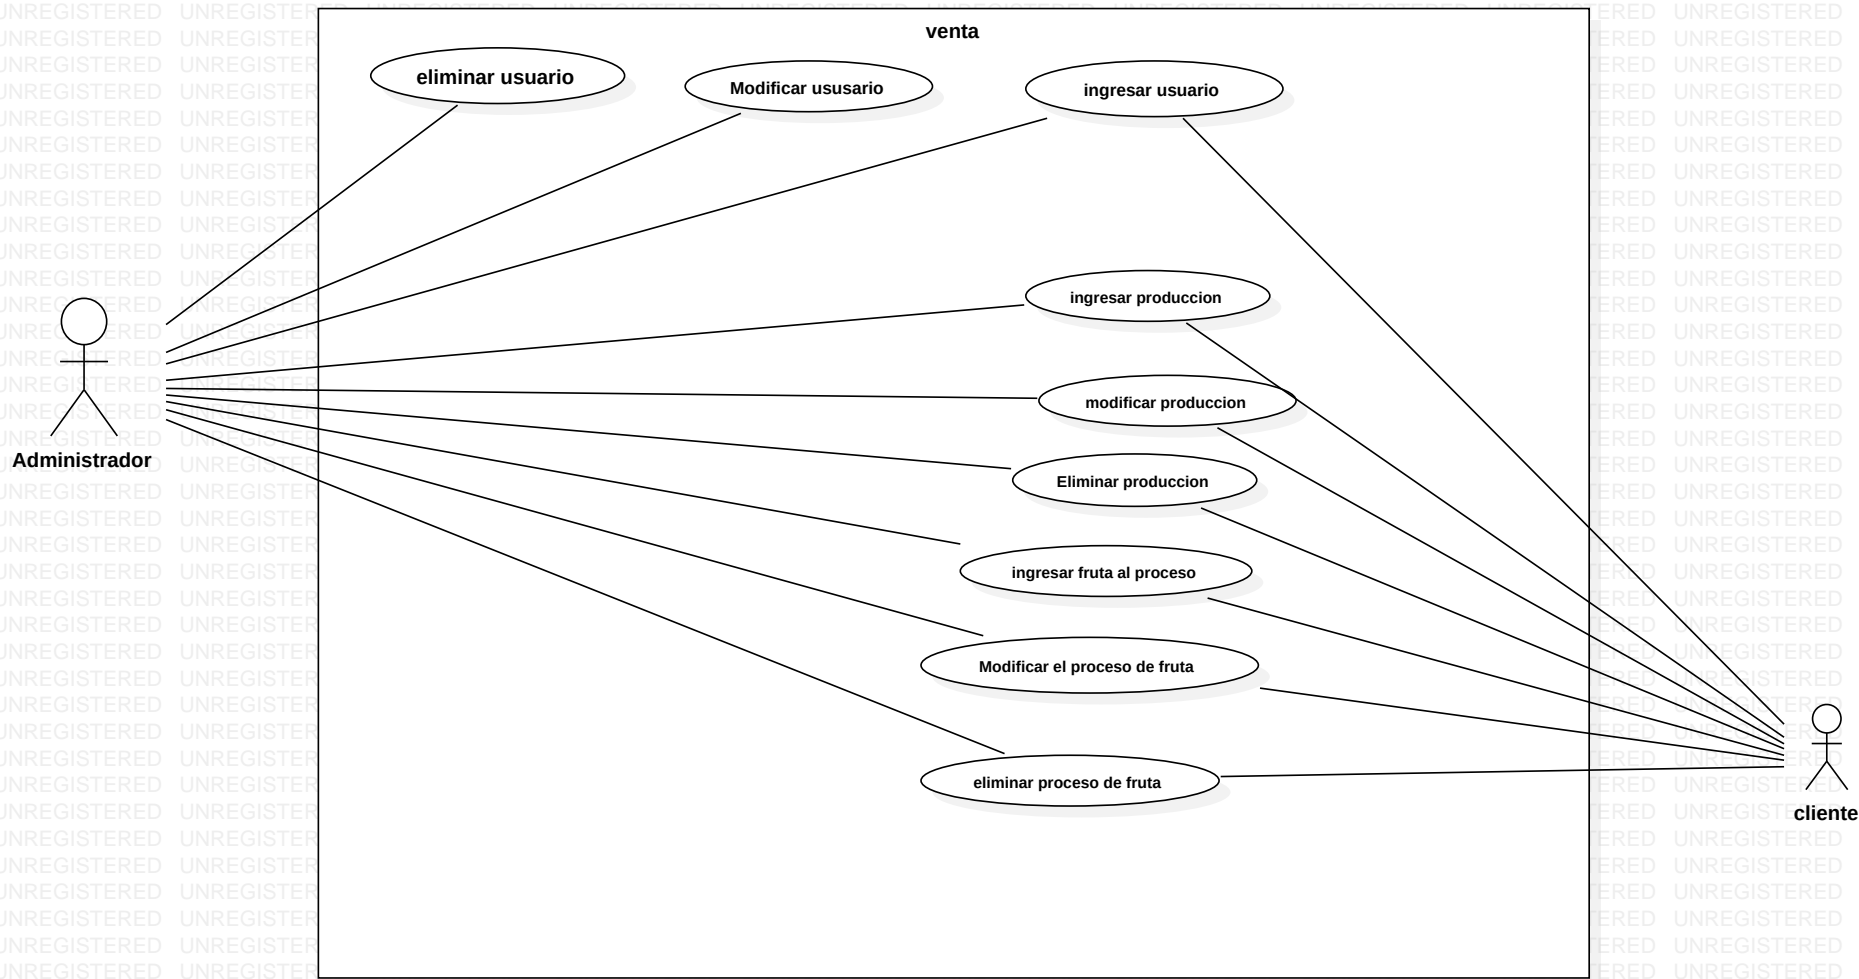 venta
eliminar usuario
Modificar ususario
ingresar usuario
ingresar produccion
modificar produccion
Eliminar produccion
ingresar fruta al proceso
Modificar el proceso de fruta
eliminar proceso de fruta
Administrador
cliente
UNREGISTERED